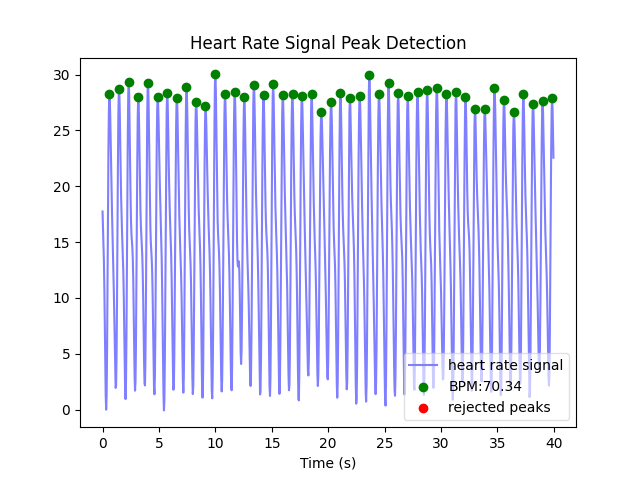 Heart Rate Signal Peak Detection
30
25
20
15
10
5
0
heart rate signal
BPM:70.34
rejected peaks
0 5 10 15 20 25 30 35 40
Time (s)